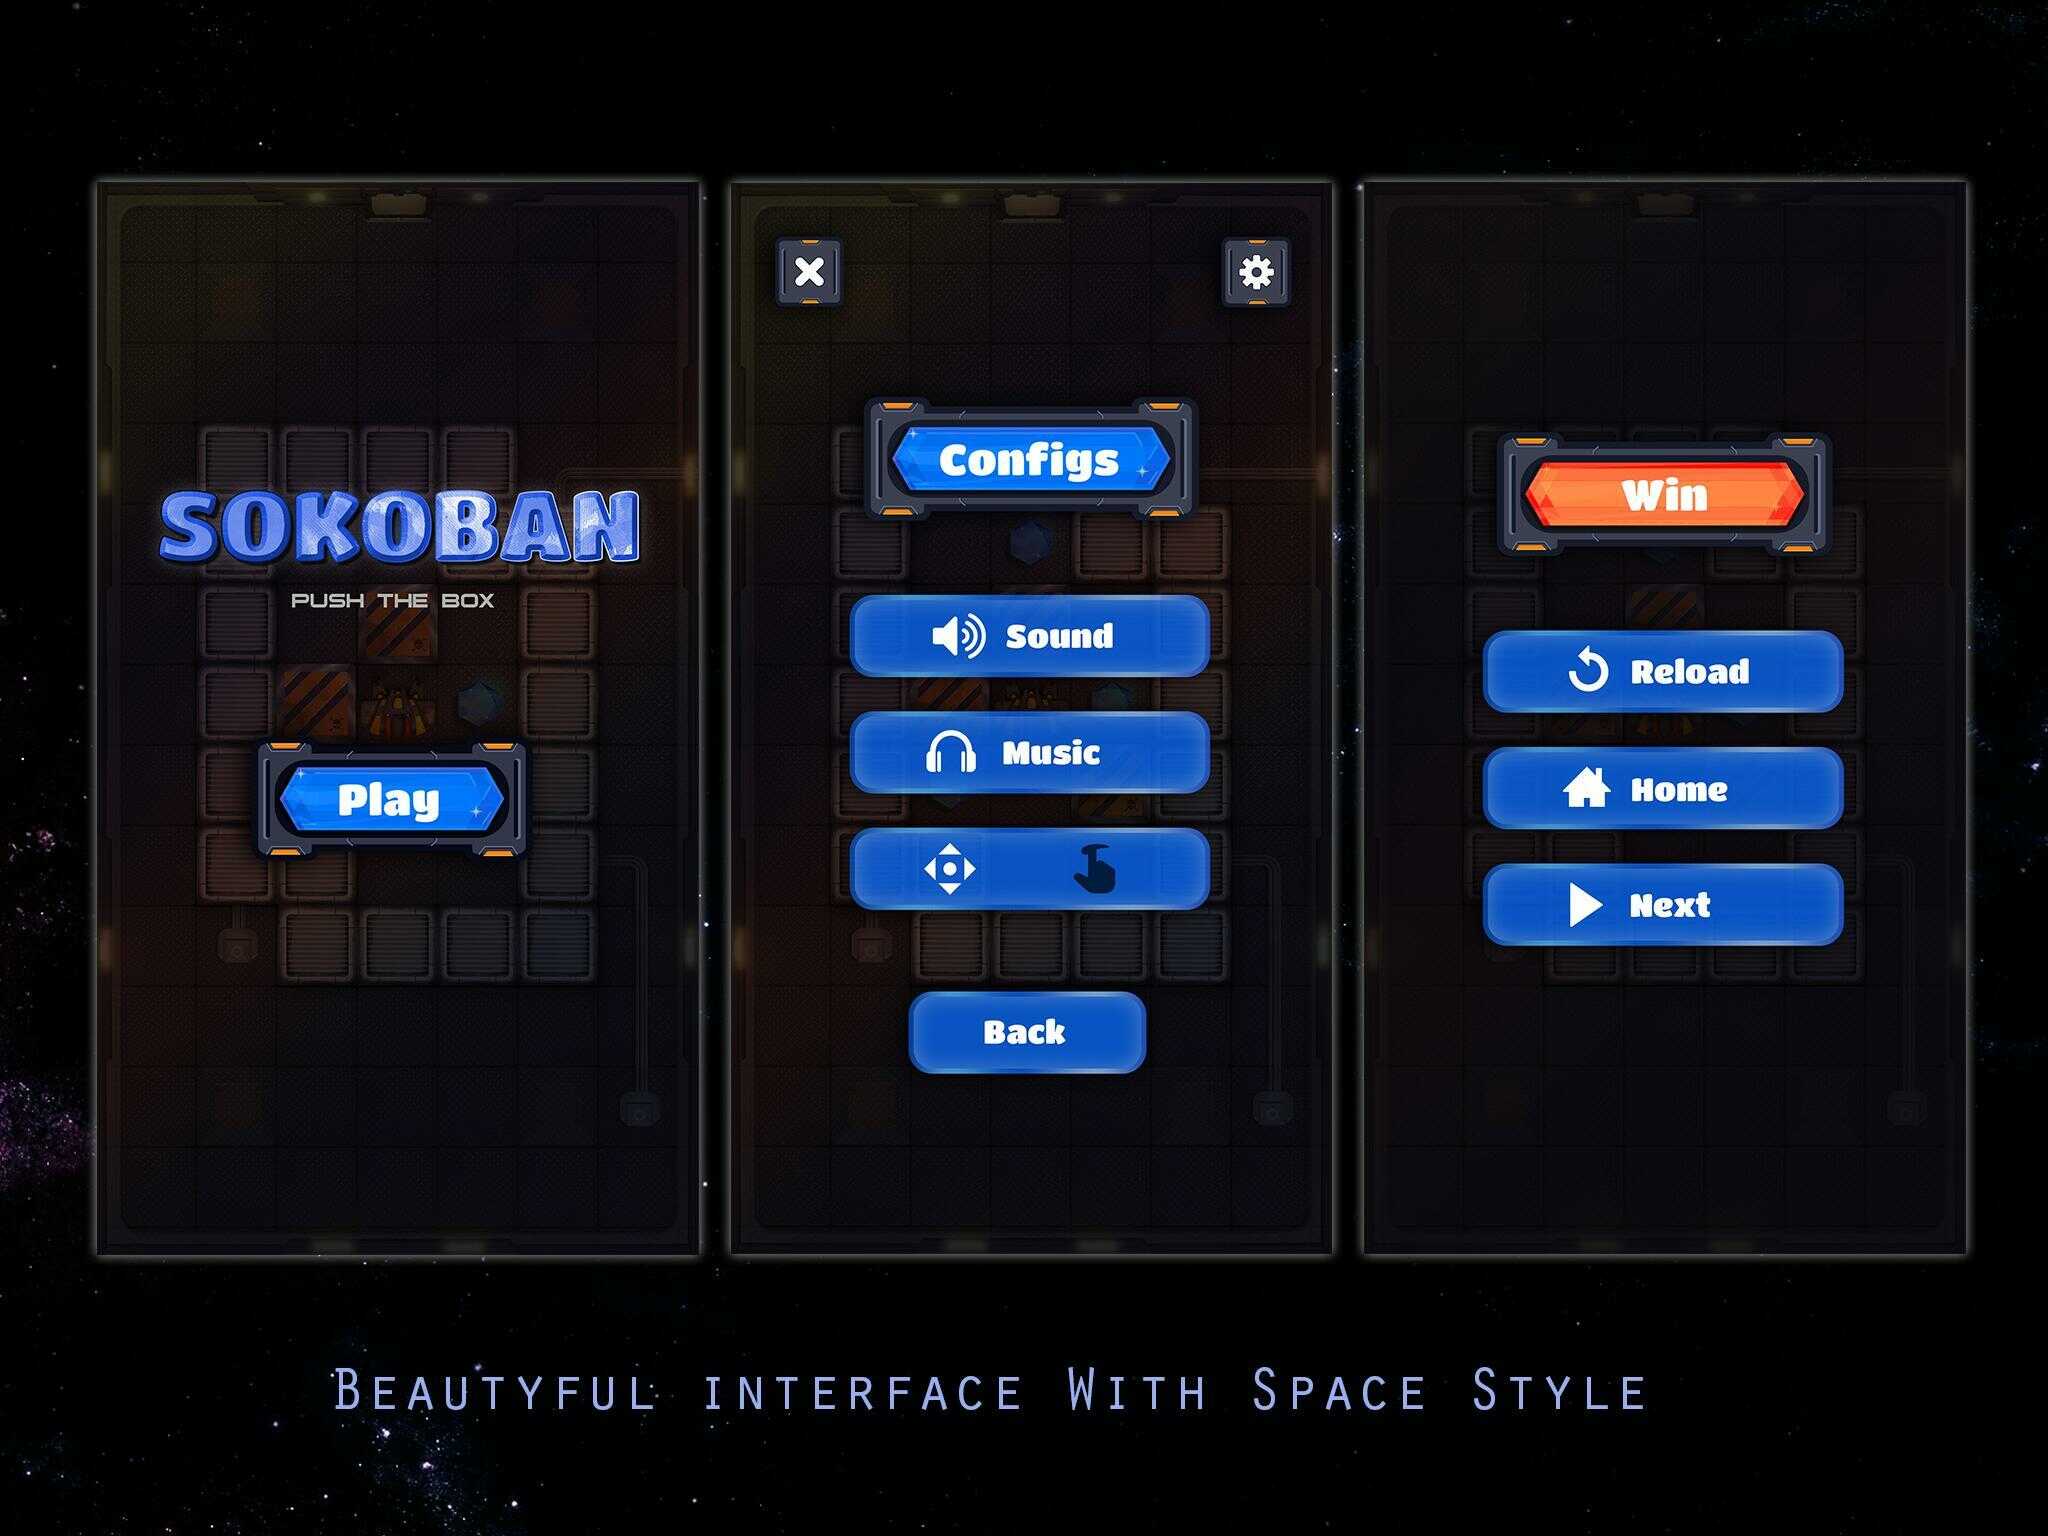 SOKOBAN
PUSH THE BOX
Play
Configs
Sound
Music
Back
Win
Reload
Home
Next
BEAUTYFUL INTERFACE WITH SPACE STYLE